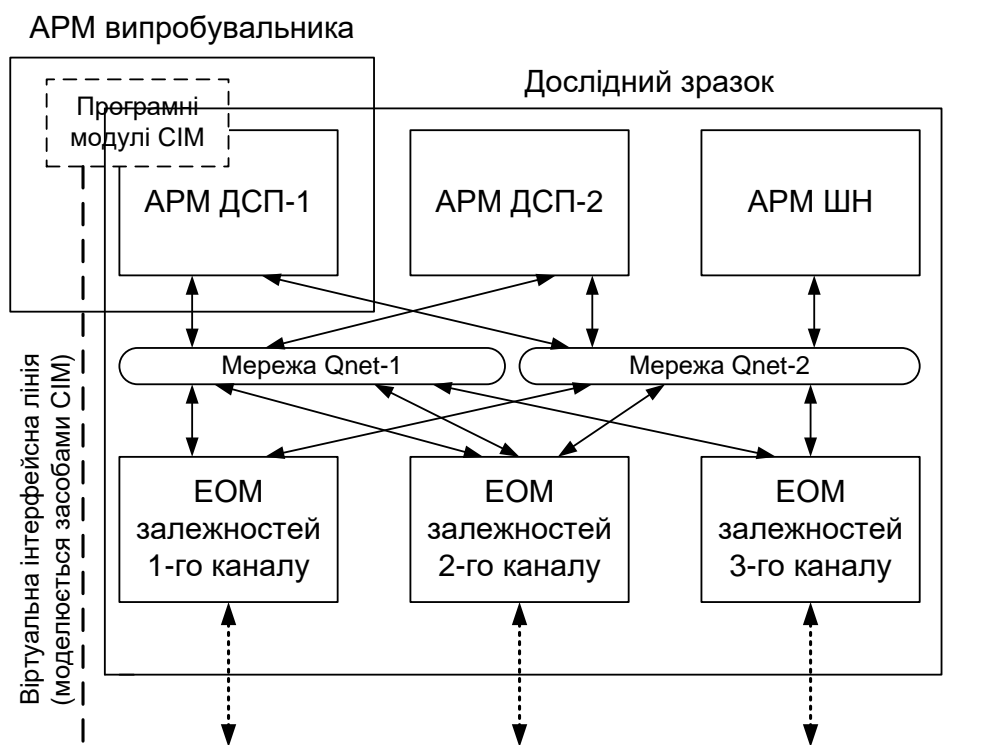 АРМ випробувальника
Дослідний зразок
Програмні
модулі СІМ
АРМ ДСП-1
АРМ ДСП-2
АРМ ШН
Мережа Qnet-1
Мережа Qnet-2
Віртуальна інтерфейсна лінія
(моделюється засобами СІМ)
ЕОМ
залежностей
1-го каналу
ЕОМ
залежностей
2-го каналу
ЕОМ
залежностей
3-го каналу